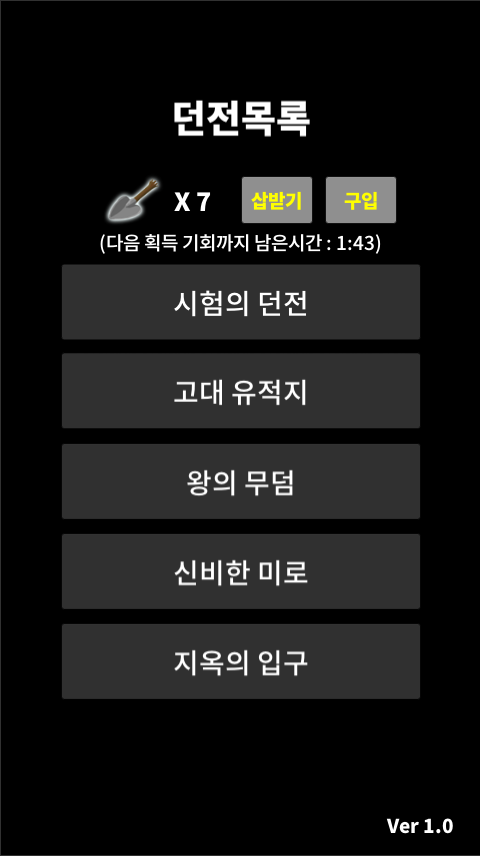 던전목록
X 7 삽받기 구입
(다음 획득 기회까지 남은시간 : 1:43)
시험의 던전
고대 유적지
왕의 무덤
신비한 미로
지옥의 입구
Ver 1.0